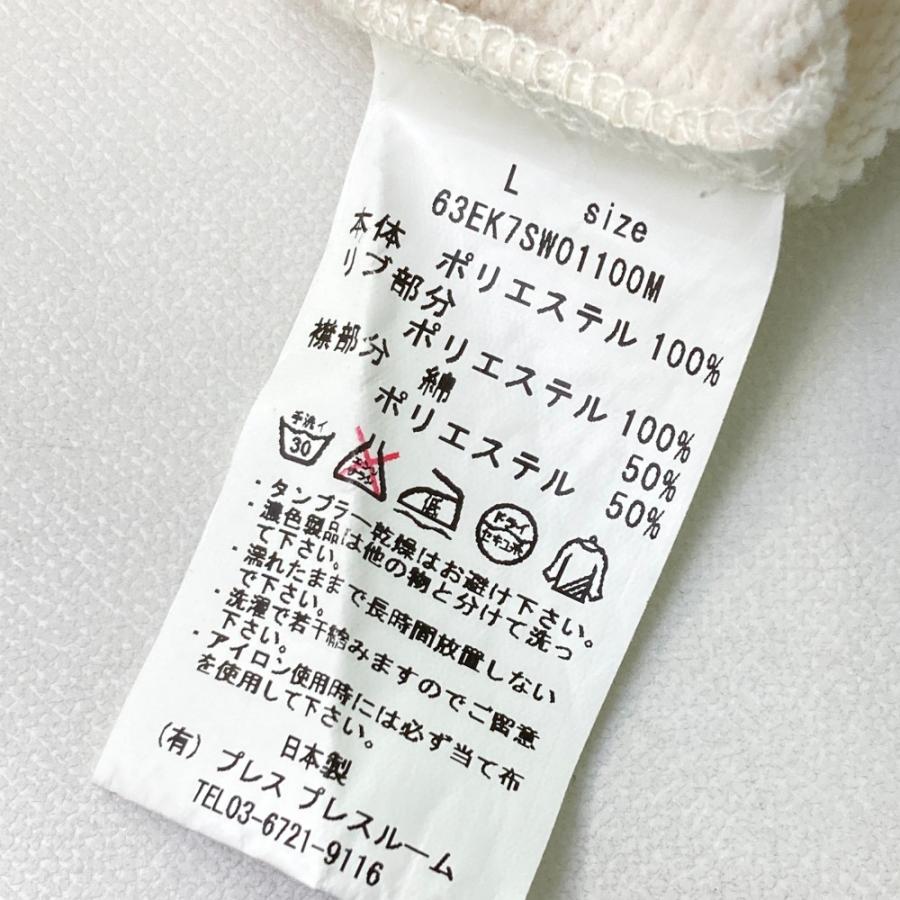 L size
63EK7SW01100M
本体 ポリエステル 100%
リブ部分
ポリエステル 100%
襟部分 綿 50%
ポリエステル 50%
手洗イ
30
エンソ
サラシ
低
ドライ
セキユ系
・タンブラー乾燥はお避け下さい。
・濃色製品は他の物と分けて洗っ
て下さい。
・濡れたままで長時間放置しない
で下さい。
・洗濯で若干縮みますのでご留意
下さい。
・アイロン使用時には必ず当て布
を使用して下さい。
日本製
(有) プレス プレスルーム
TEL03-6721-9116